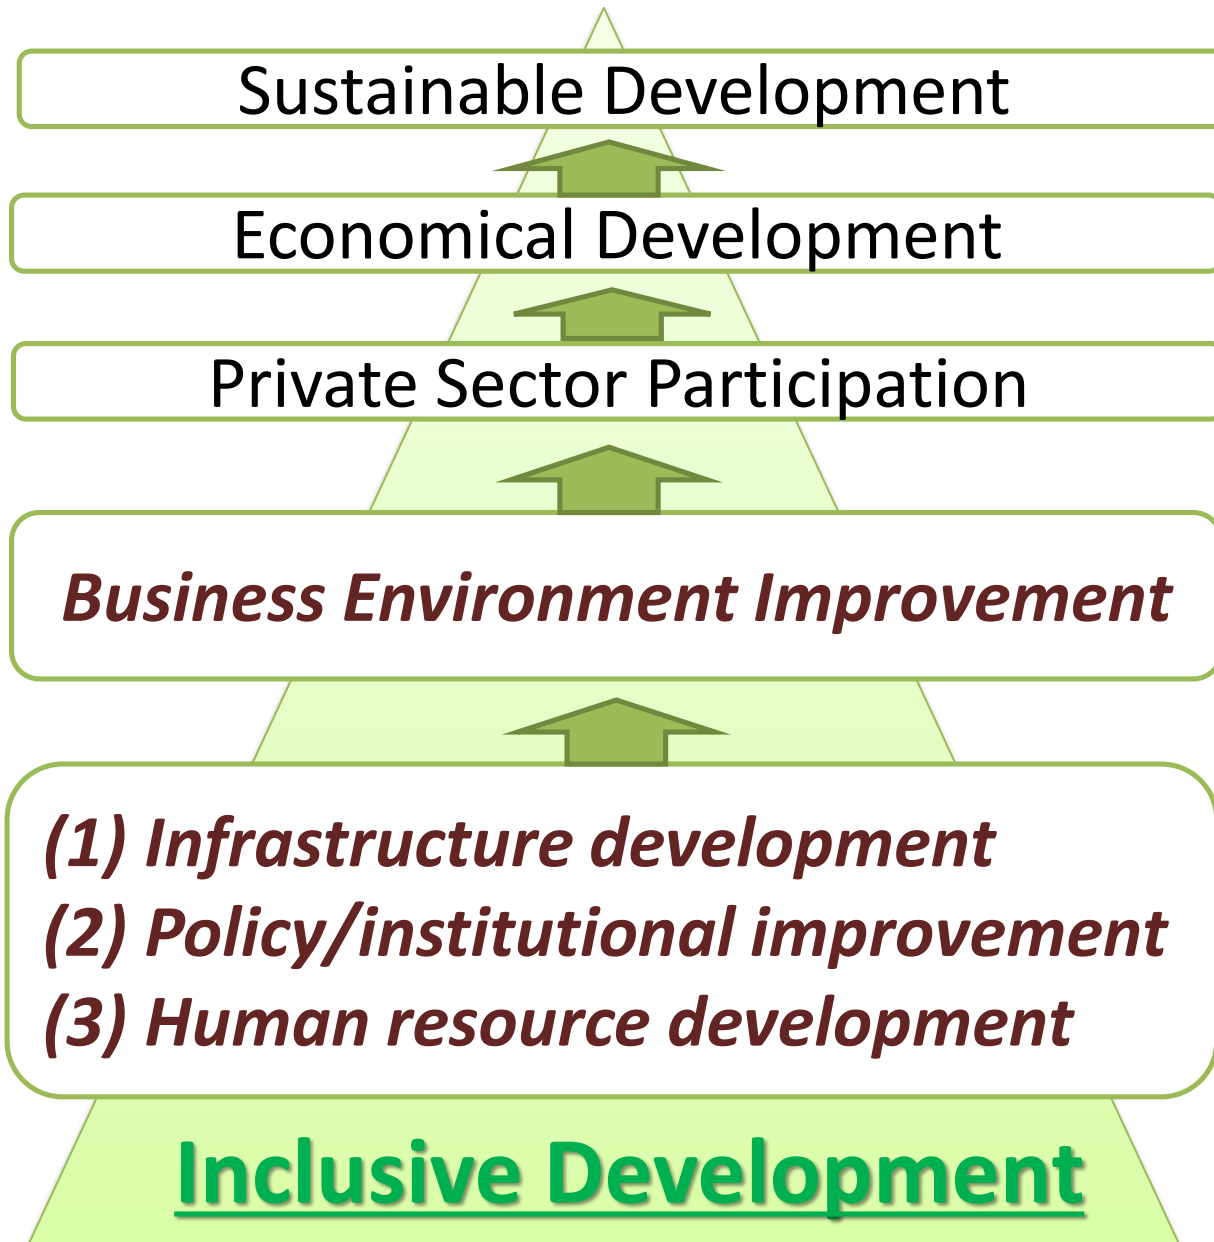 Sustainable Development
Economical Development
Private Sector Participation
Business Environment Improvement
(1) Infrastructure development
(2) Policy/institutional improvement
(3) Human resource development
Inclusive Development